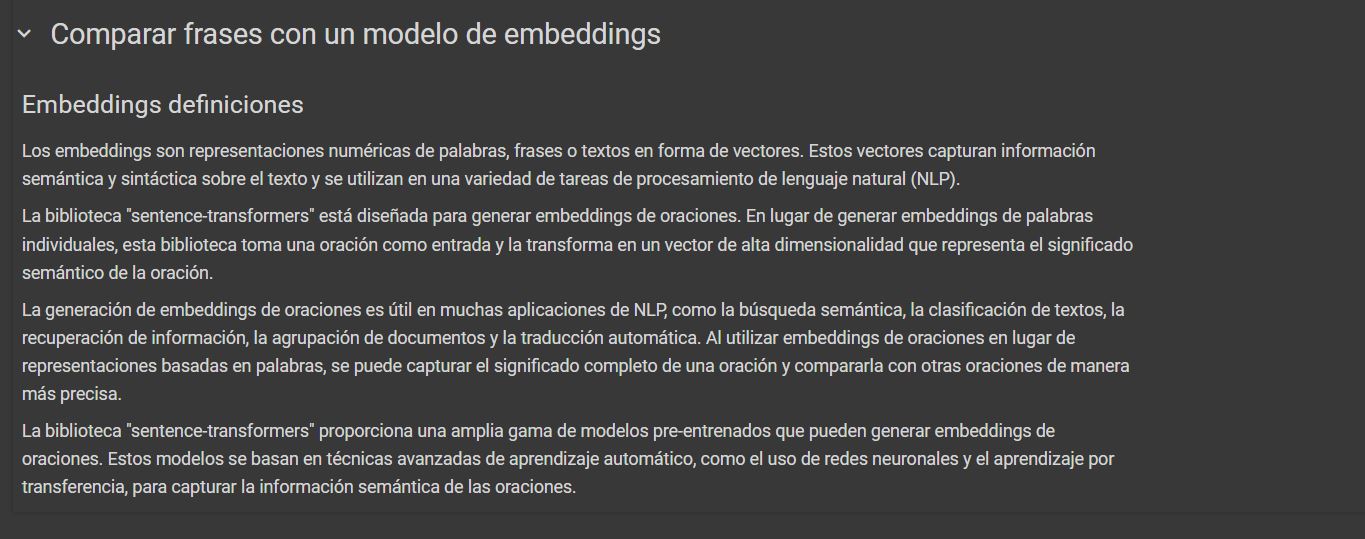 Comparar frases con un modelo de embeddings
Embeddings definiciones
Los embeddings son representaciones numéricas de palabras, frases o textos en forma de vectores. Estos vectores capturan información
semántica y sintáctica sobre el texto y se utilizan en una variedad de tareas de procesamiento de lenguaje natural (NLP).
La biblioteca "sentence-transformers" está diseñada para generar embeddings de oraciones. En lugar de generar embeddings de palabras
individuales, esta biblioteca toma una oración como entrada y la transforma en un vector de alta dimensionalidad que representa el significado
semántico de la oración.
La generación de embeddings de oraciones es útil en muchas aplicaciones de NLP, como la búsqueda semántica, la clasificación de textos, la
recuperación de información, la agrupación de documentos y la traducción automática. Al utilizar embeddings de oraciones en lugar de
representaciones basadas en palabras, se puede capturar el significado completo de una oración y compararla con otras oraciones de manera
más precisa.
La biblioteca "sentence-transformers" proporciona una amplia gama de modelos pre-entrenados que pueden generar embeddings de
oraciones. Estos modelos se basan en técnicas avanzadas de aprendizaje automático, como el uso de redes neuronales y el aprendizaje por
transferencia, para capturar la información semántica de las oraciones.